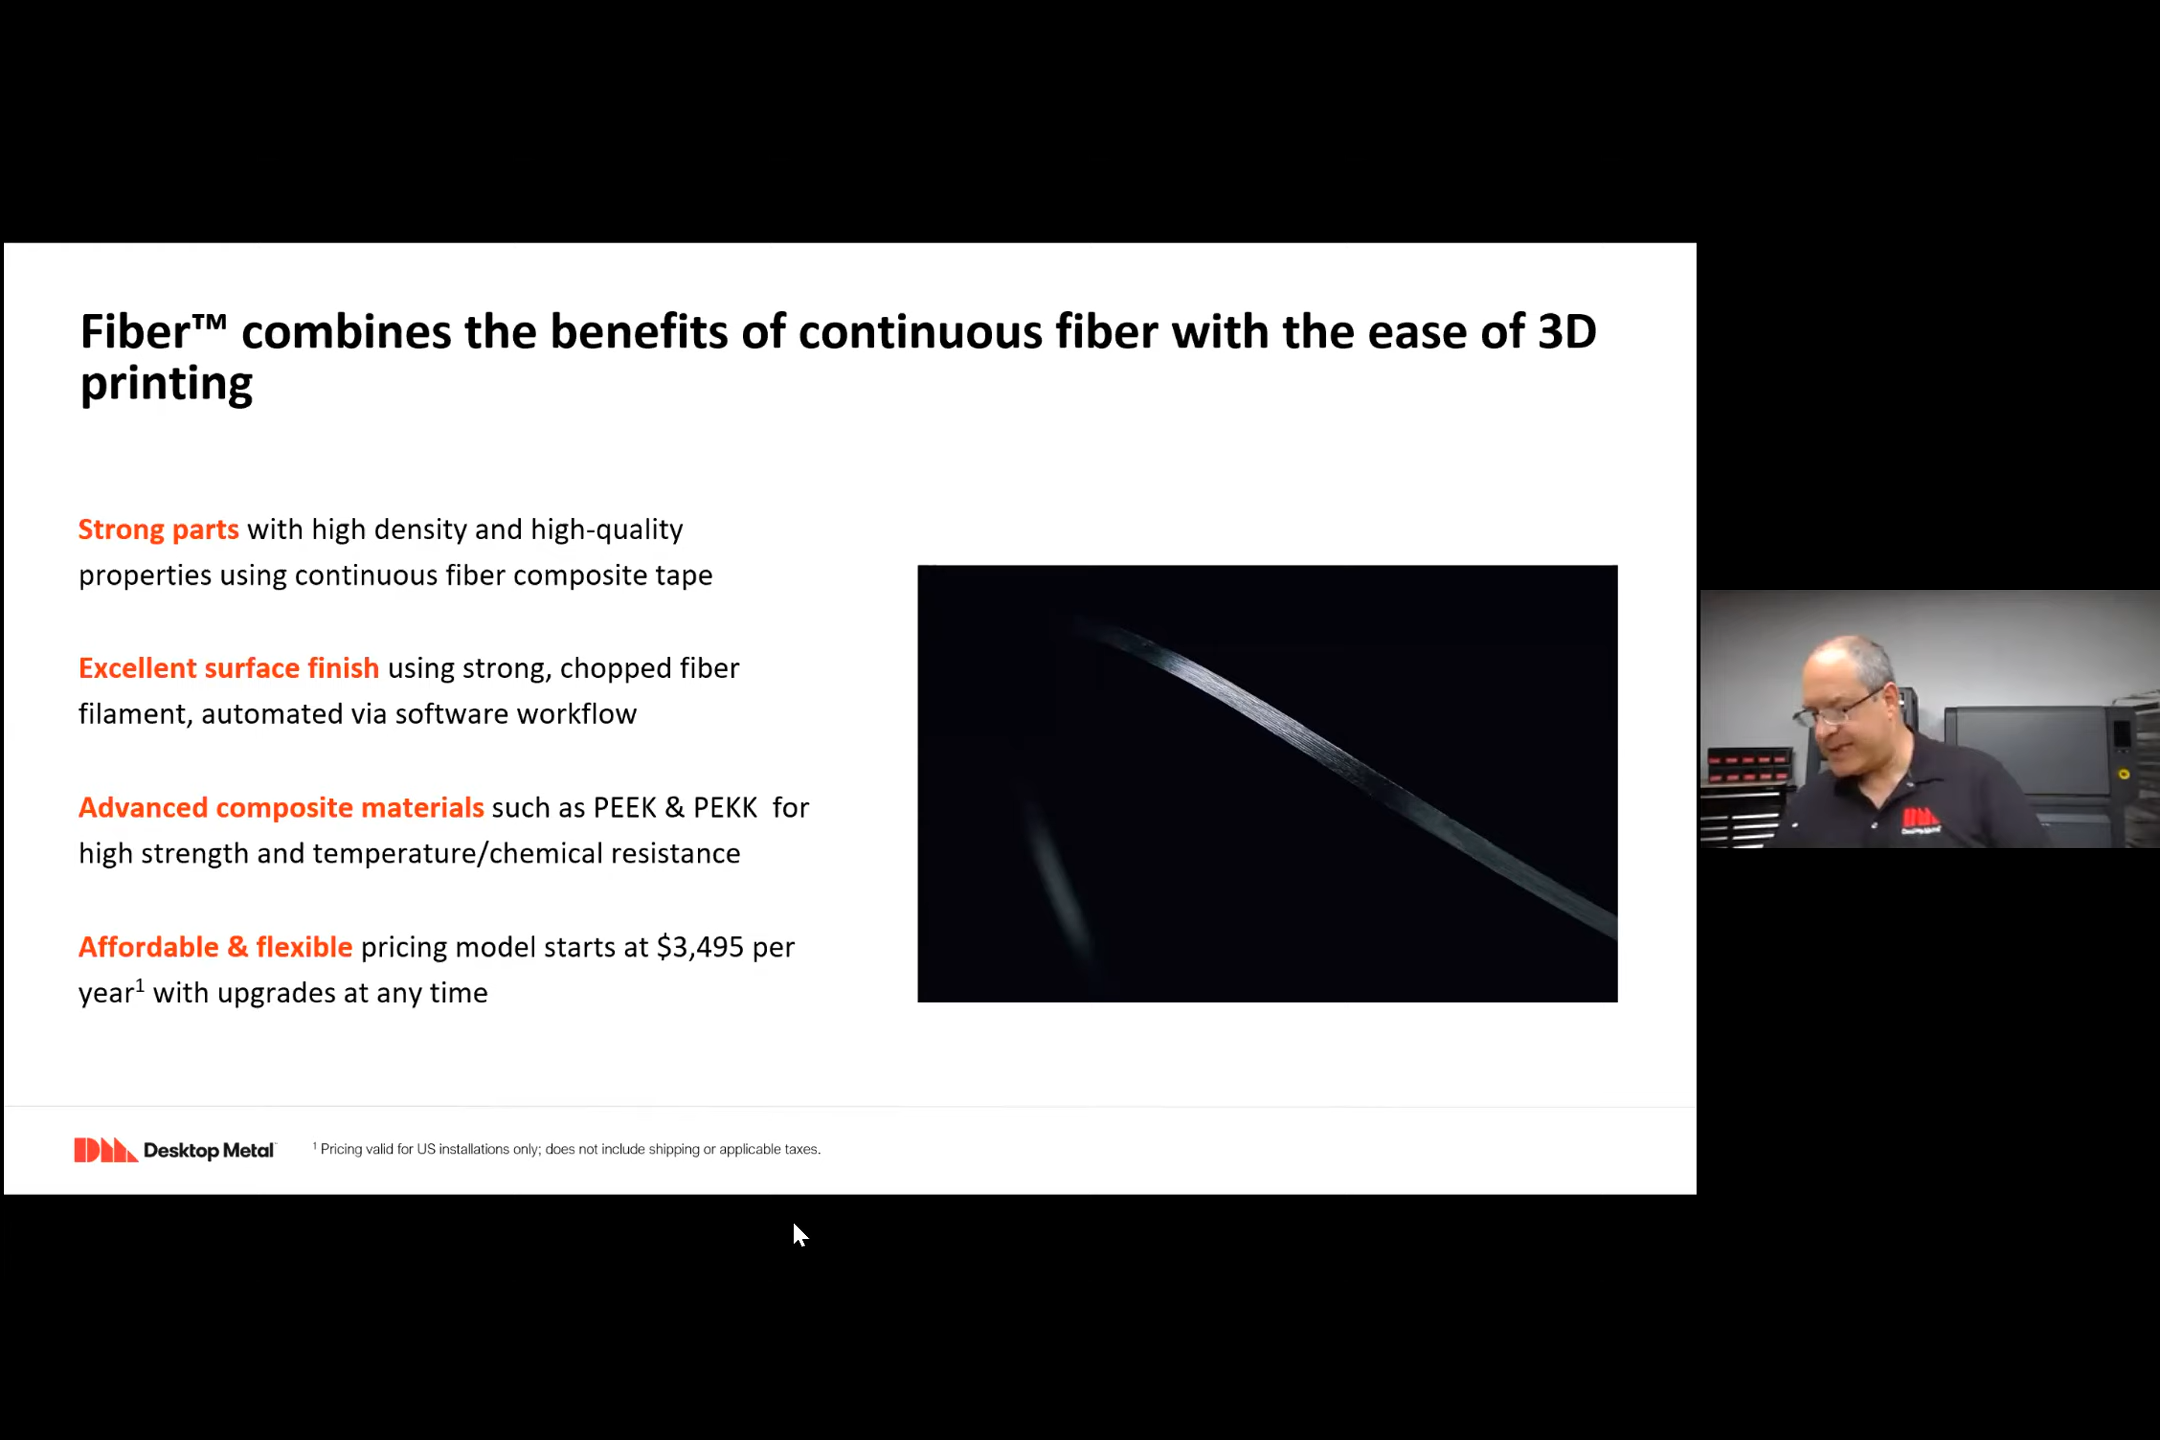 Fiber™ combines the benefits of continuous fiber with the ease of 3D
printing
Strong parts with high density and high-quality
properties using continuous fiber composite tape
Excellent surface finish using strong, chopped fiber
filament, automated via software workflow
Advanced composite materials such as PEEK & PEKK  for
high strength and temperature/chemical resistance
Affordable & flexible pricing model starts at $3,495 per
year¹ with upgrades at any time
Desktop Metal
¹ Pricing valid for US installations only; does not include shipping or applicable taxes.
Desktop Metal